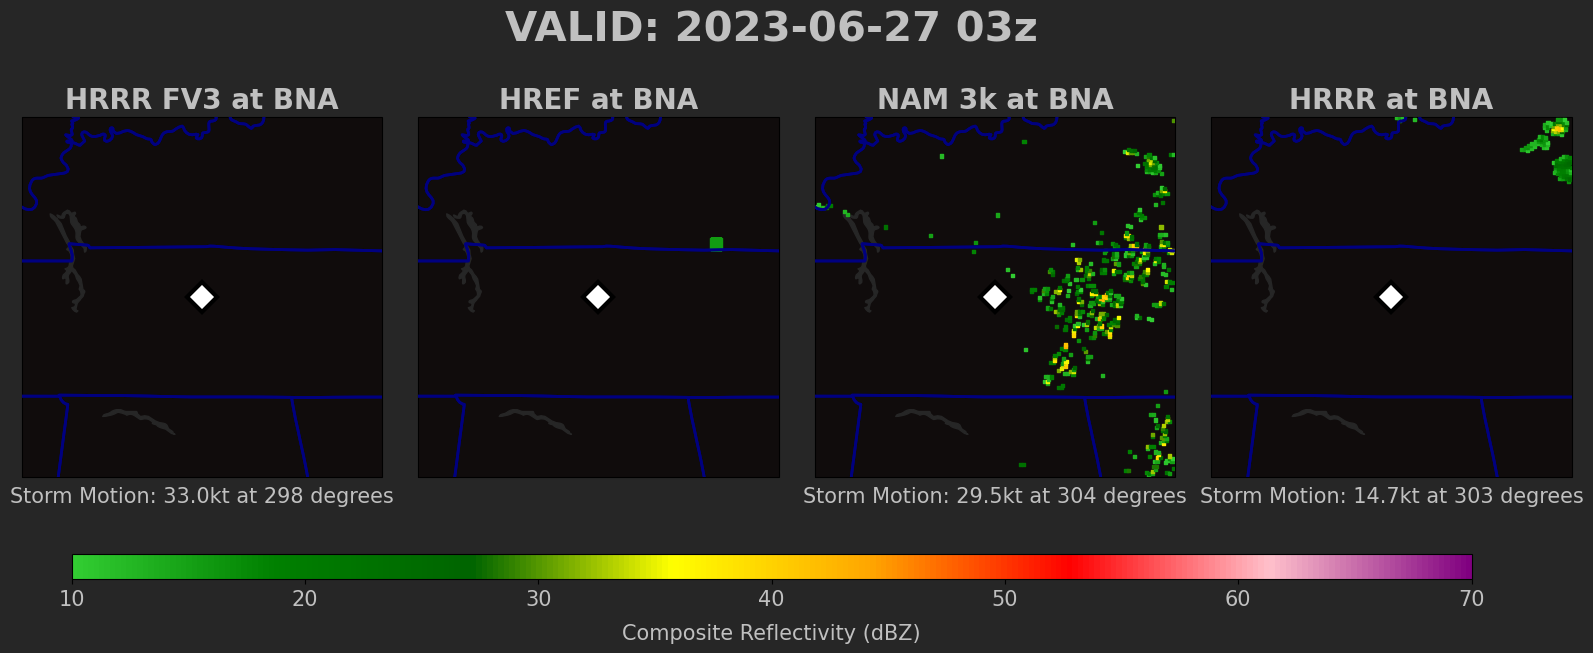 VALID: 2023-06-27 03z
HRRR FV3 at BNA
HREF at BNA
NAM 3k at BNA
HRRR at BNA
Storm Motion: 33.0kt at 298 degrees
Storm Motion: 29.5kt at 304 degrees
Storm Motion: 14.7kt at 303 degrees
10 20 30 40 50 60 70
Composite Reflectivity (dBZ)